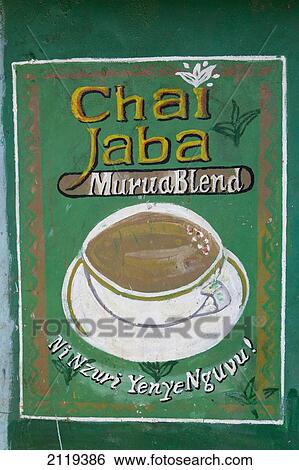 Chai
Jaba
MuruaBlend
FOTOSEARCH
Ni Nzuri YenyeNguvu!
2119386 www.fotosearch.com